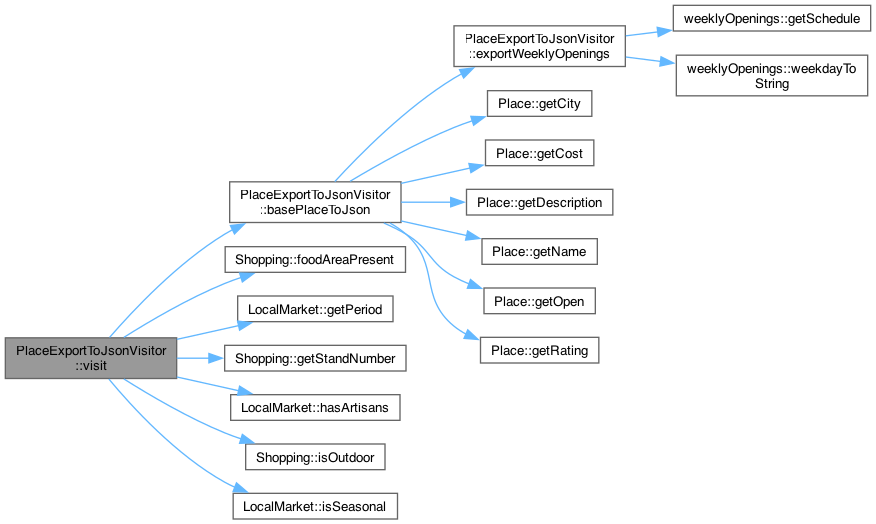 PlaceExportToJsonVisitor
::visit
PlaceExportToJsonVisitor
::basePlaceToJson
PlaceExportToJsonVisitor
::exportWeeklyOpenings
weeklyOpenings::getSchedule
weeklyOpenings::weekdayTo
String
Place::getCity
Place::getCost
Place::getDescription
Place::getName
Place::getOpen
Place::getRating
Shopping::foodAreaPresent
LocalMarket::getPeriod
Shopping::getStandNumber
LocalMarket::hasArtisans
Shopping::isOutdoor
LocalMarket::isSeasonal